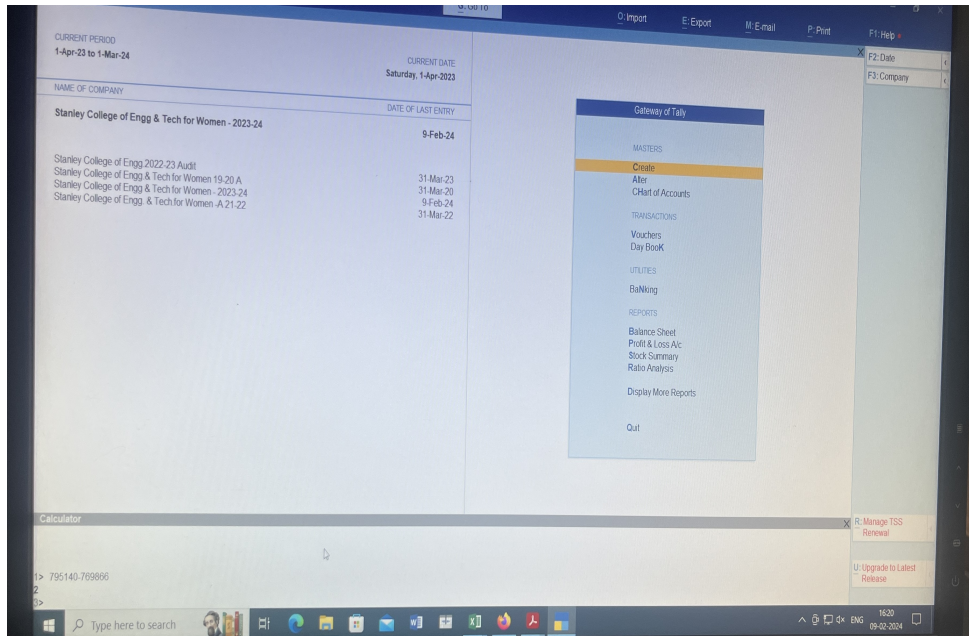 G: Go To
O: Import
E: Export
M: E-mail
P: Print
F1: Help
CURRENT PERIOD
1-Apr-23 to 1-Mar-24
CURRENT DATE
Saturday, 1-Apr-2023
NAME OF COMPANY
DATE OF LAST ENTRY
Stanley College of Engg & Tech for Women - 2023-24
9-Feb-24
Stanley College of Engg.2022-23 Audit
31-Mar-23
Stanley College of Engg.& Tech for Women 19-20 A
31-Mar-20
Stanley College of Engg & Tech for Women - 2023-24
9-Feb-24
Stanley College of Engg. & Tech for Women -A 21-22
31-Mar-22
Gateway of Tally
MASTERS
Create
Alter
CHart of Accounts
TRANSACTIONS
Vouchers
Day BooK
UTILITIES
BaNking
REPORTS
Balance Sheet
Profit & Loss A/c
Stock Summary
Ratio Analysis
Display More Reports
Quit
X
F2: Date
F3: Company
R: Manage TSS
Renewal
U: Upgrade to Latest
Release
Calculator
X
1> 795140-769866
2
3>
Type here to search
ENG
16:20
09-02-2024